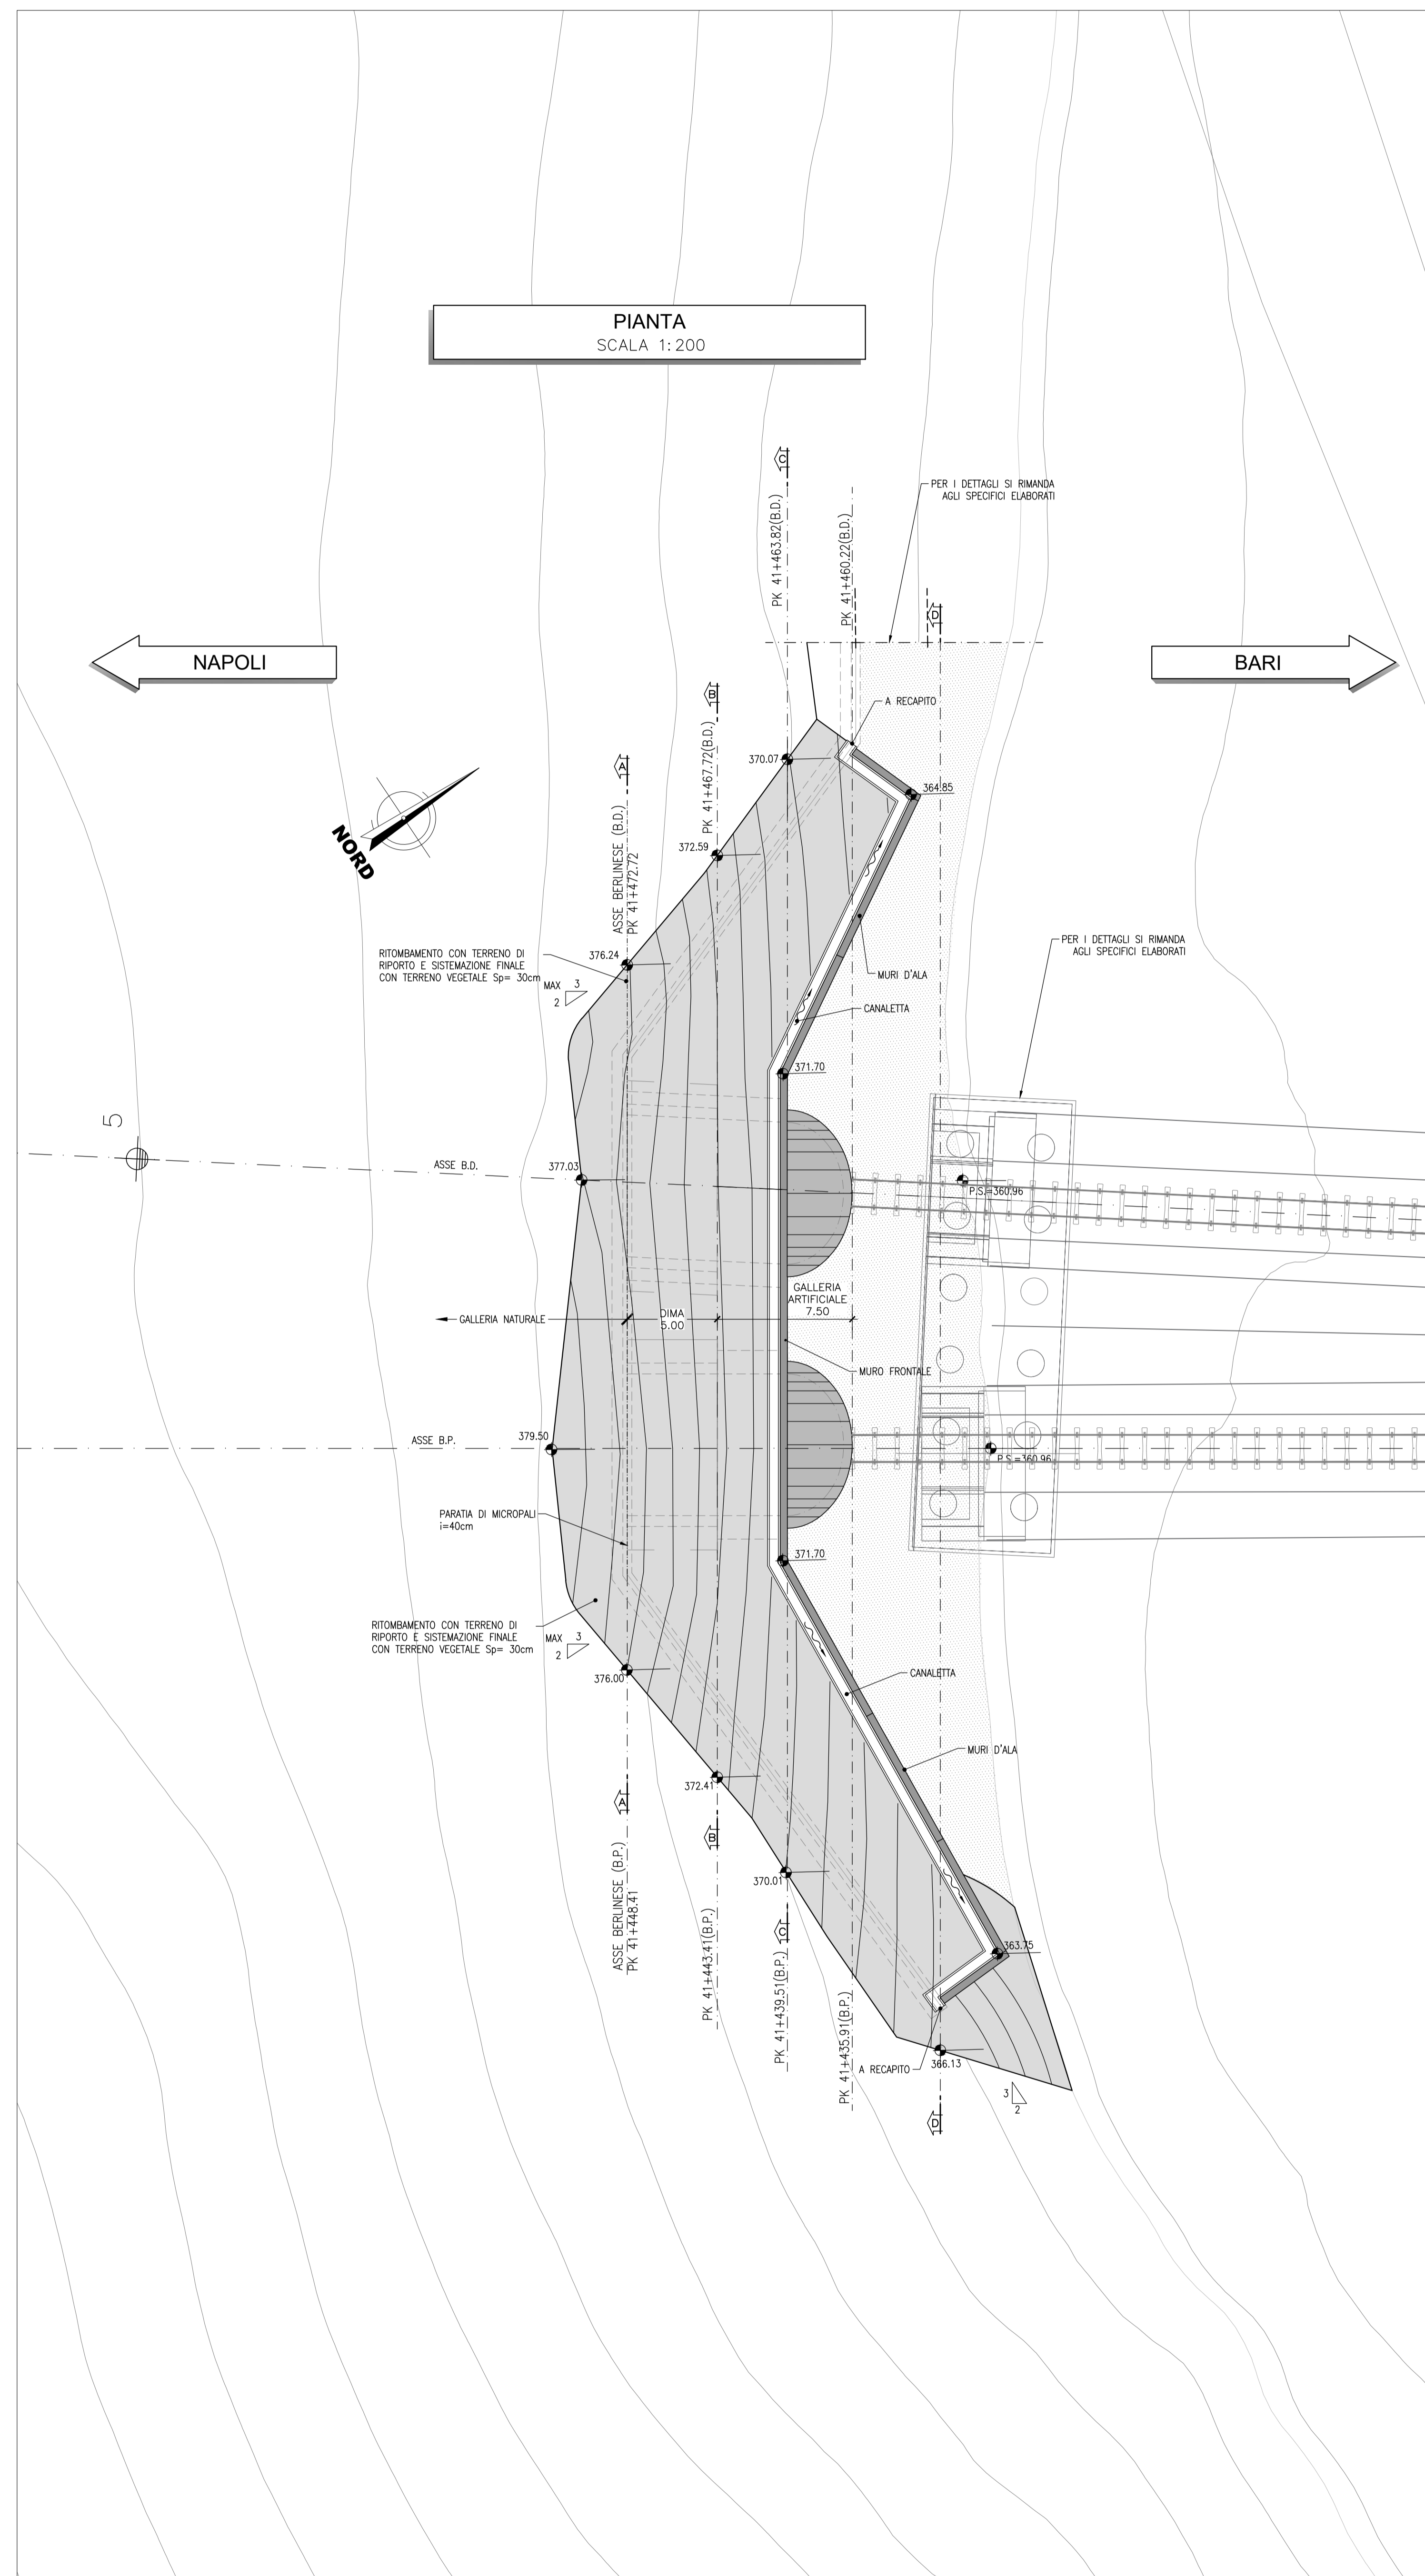 PIANTA
SCALA 1:200
C
PK 41+463.82(B.D.)
PK 41+460.22(B.D.)
PER I DETTAGLI SI RIMANDA
AGLI SPECIFICI ELABORATI
D
NAPOLI
BARI
B
PK 41+467.72(B.D.)
A RECAPITO
A
ASSE BERLINESE (B.D.)
PK 41+472.72
370.07
364.85
NORD
372.59
RITOMBAMENTO CON TERRENO DI
RIPORTO E SISTEMAZIONE FINALE
CON TERRENO VEGETALE Sp= 30cm
376.24
MAX
3
2
PER I DETTAGLI SI RIMANDA
AGLI SPECIFICI ELABORATI
MURI D'ALA
CANALETTA
371.70
5
ASSE B.D.
377.03
P.S.=360.96
GALLERIA NATURALE
DIMA
5.00
GALLERIA
ARTIFICIALE
7.50
MURO FRONTALE
ASSE B.P.
379.50
P.S.=360.96
PARATIA DI MICROPALI
i=40cm
371.70
RITOMBAMENTO CON TERRENO DI
RIPORTO E SISTEMAZIONE FINALE
CON TERRENO VEGETALE Sp= 30cm
MAX
3
2
376.00
CANALETTA
MURI D'ALA
372.41
A
B
ASSE BERLINESE (B.P.)
PK 41+448.41
370.01
C
363.75
PK 41+443.41(B.P.)
PK 41+439.51(B.P.)
PK 41+435.91(B.P.)
A RECAPITO
366.13
3
2
D